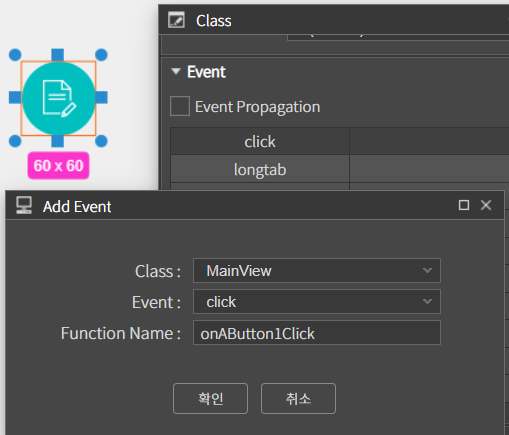 Class
Event
Event Propagation
click
longtab
60 x 60
Add Event
Class :
MainView
Event :
click
Function Name :
onAButton1Click
확인
취소